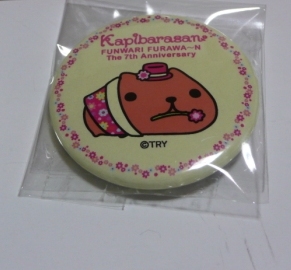 Kapibarasan
FUNWARI FURAWA~N
The 7th Anniversary
©TRY